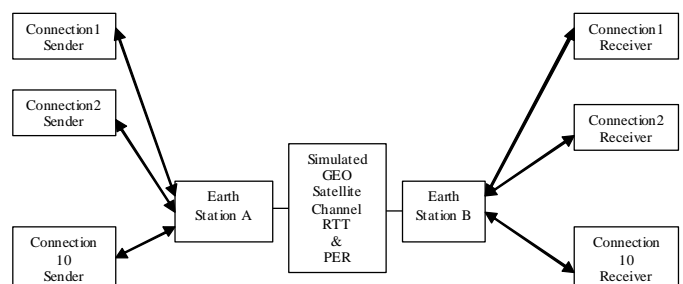 Connection1
Sender
Connection2
Sender
Connection
10
Sender
Earth
Station A
Simulated
GEO
Satellite
Channel
RTT
&
PER
Earth
Station B
Connection1
Receiver
Connection2
Receiver
Connection
10
Receiver